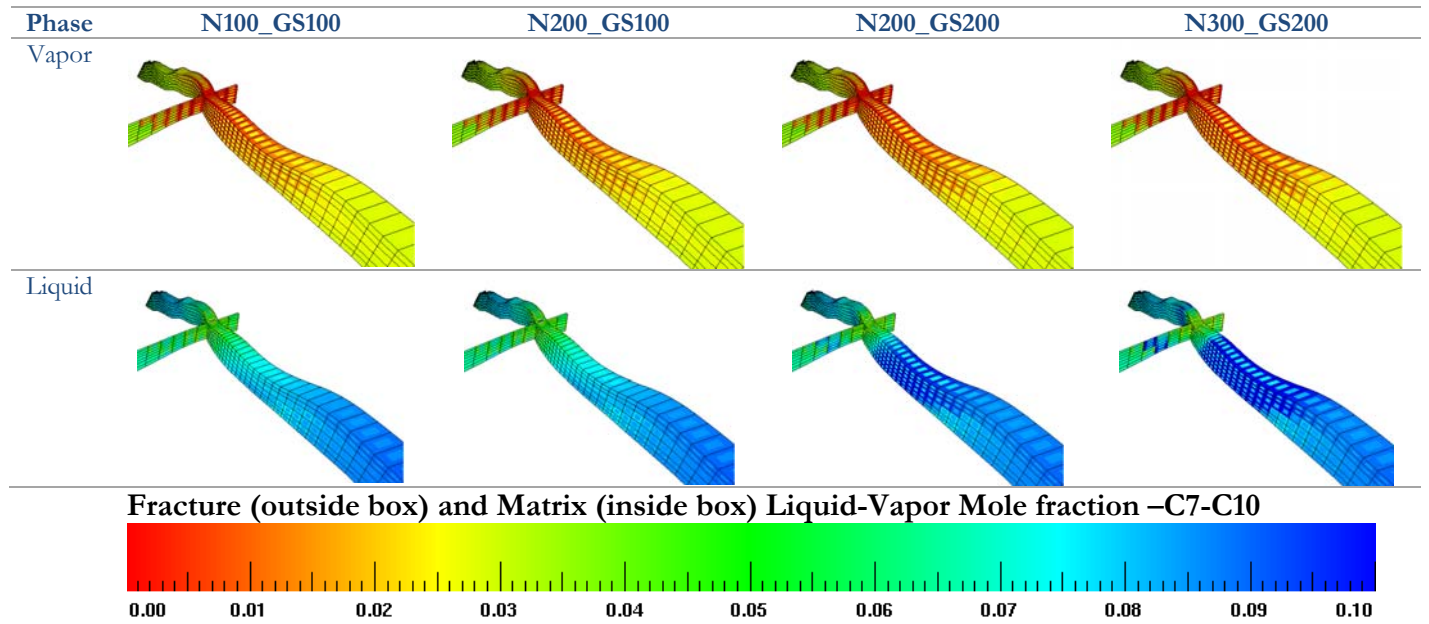 Phase N100_GS100 N200_GS100 N200_GS200 N300_GS200
Vapor
Liquid
Fracture (outside box) and Matrix (inside box) Liquid-Vapor Mole fraction –C7-C10
0.00 0.01 0.02 0.03 0.04 0.05 0.06 0.07 0.08 0.09 0.10